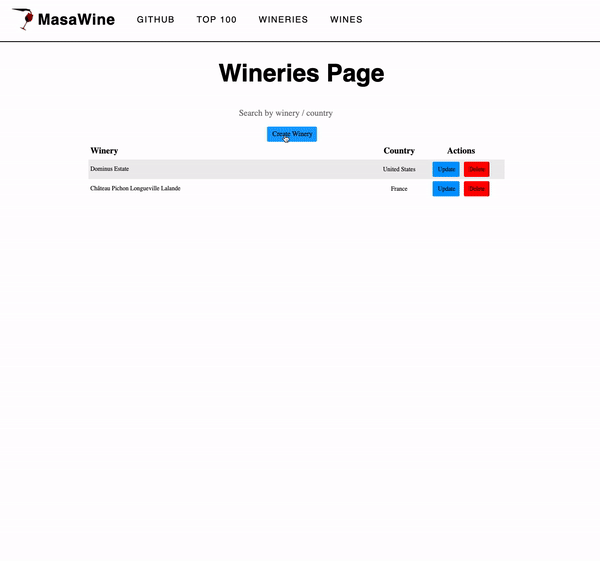 MasaWine GITHUB TOP 100 WINERIES WINES
Wineries Page
Search by winery / country
Create Winery
Winery Country Actions
Dominus Estate United States Update Delete
Château Pichon Longueville Lalande France Update Delete